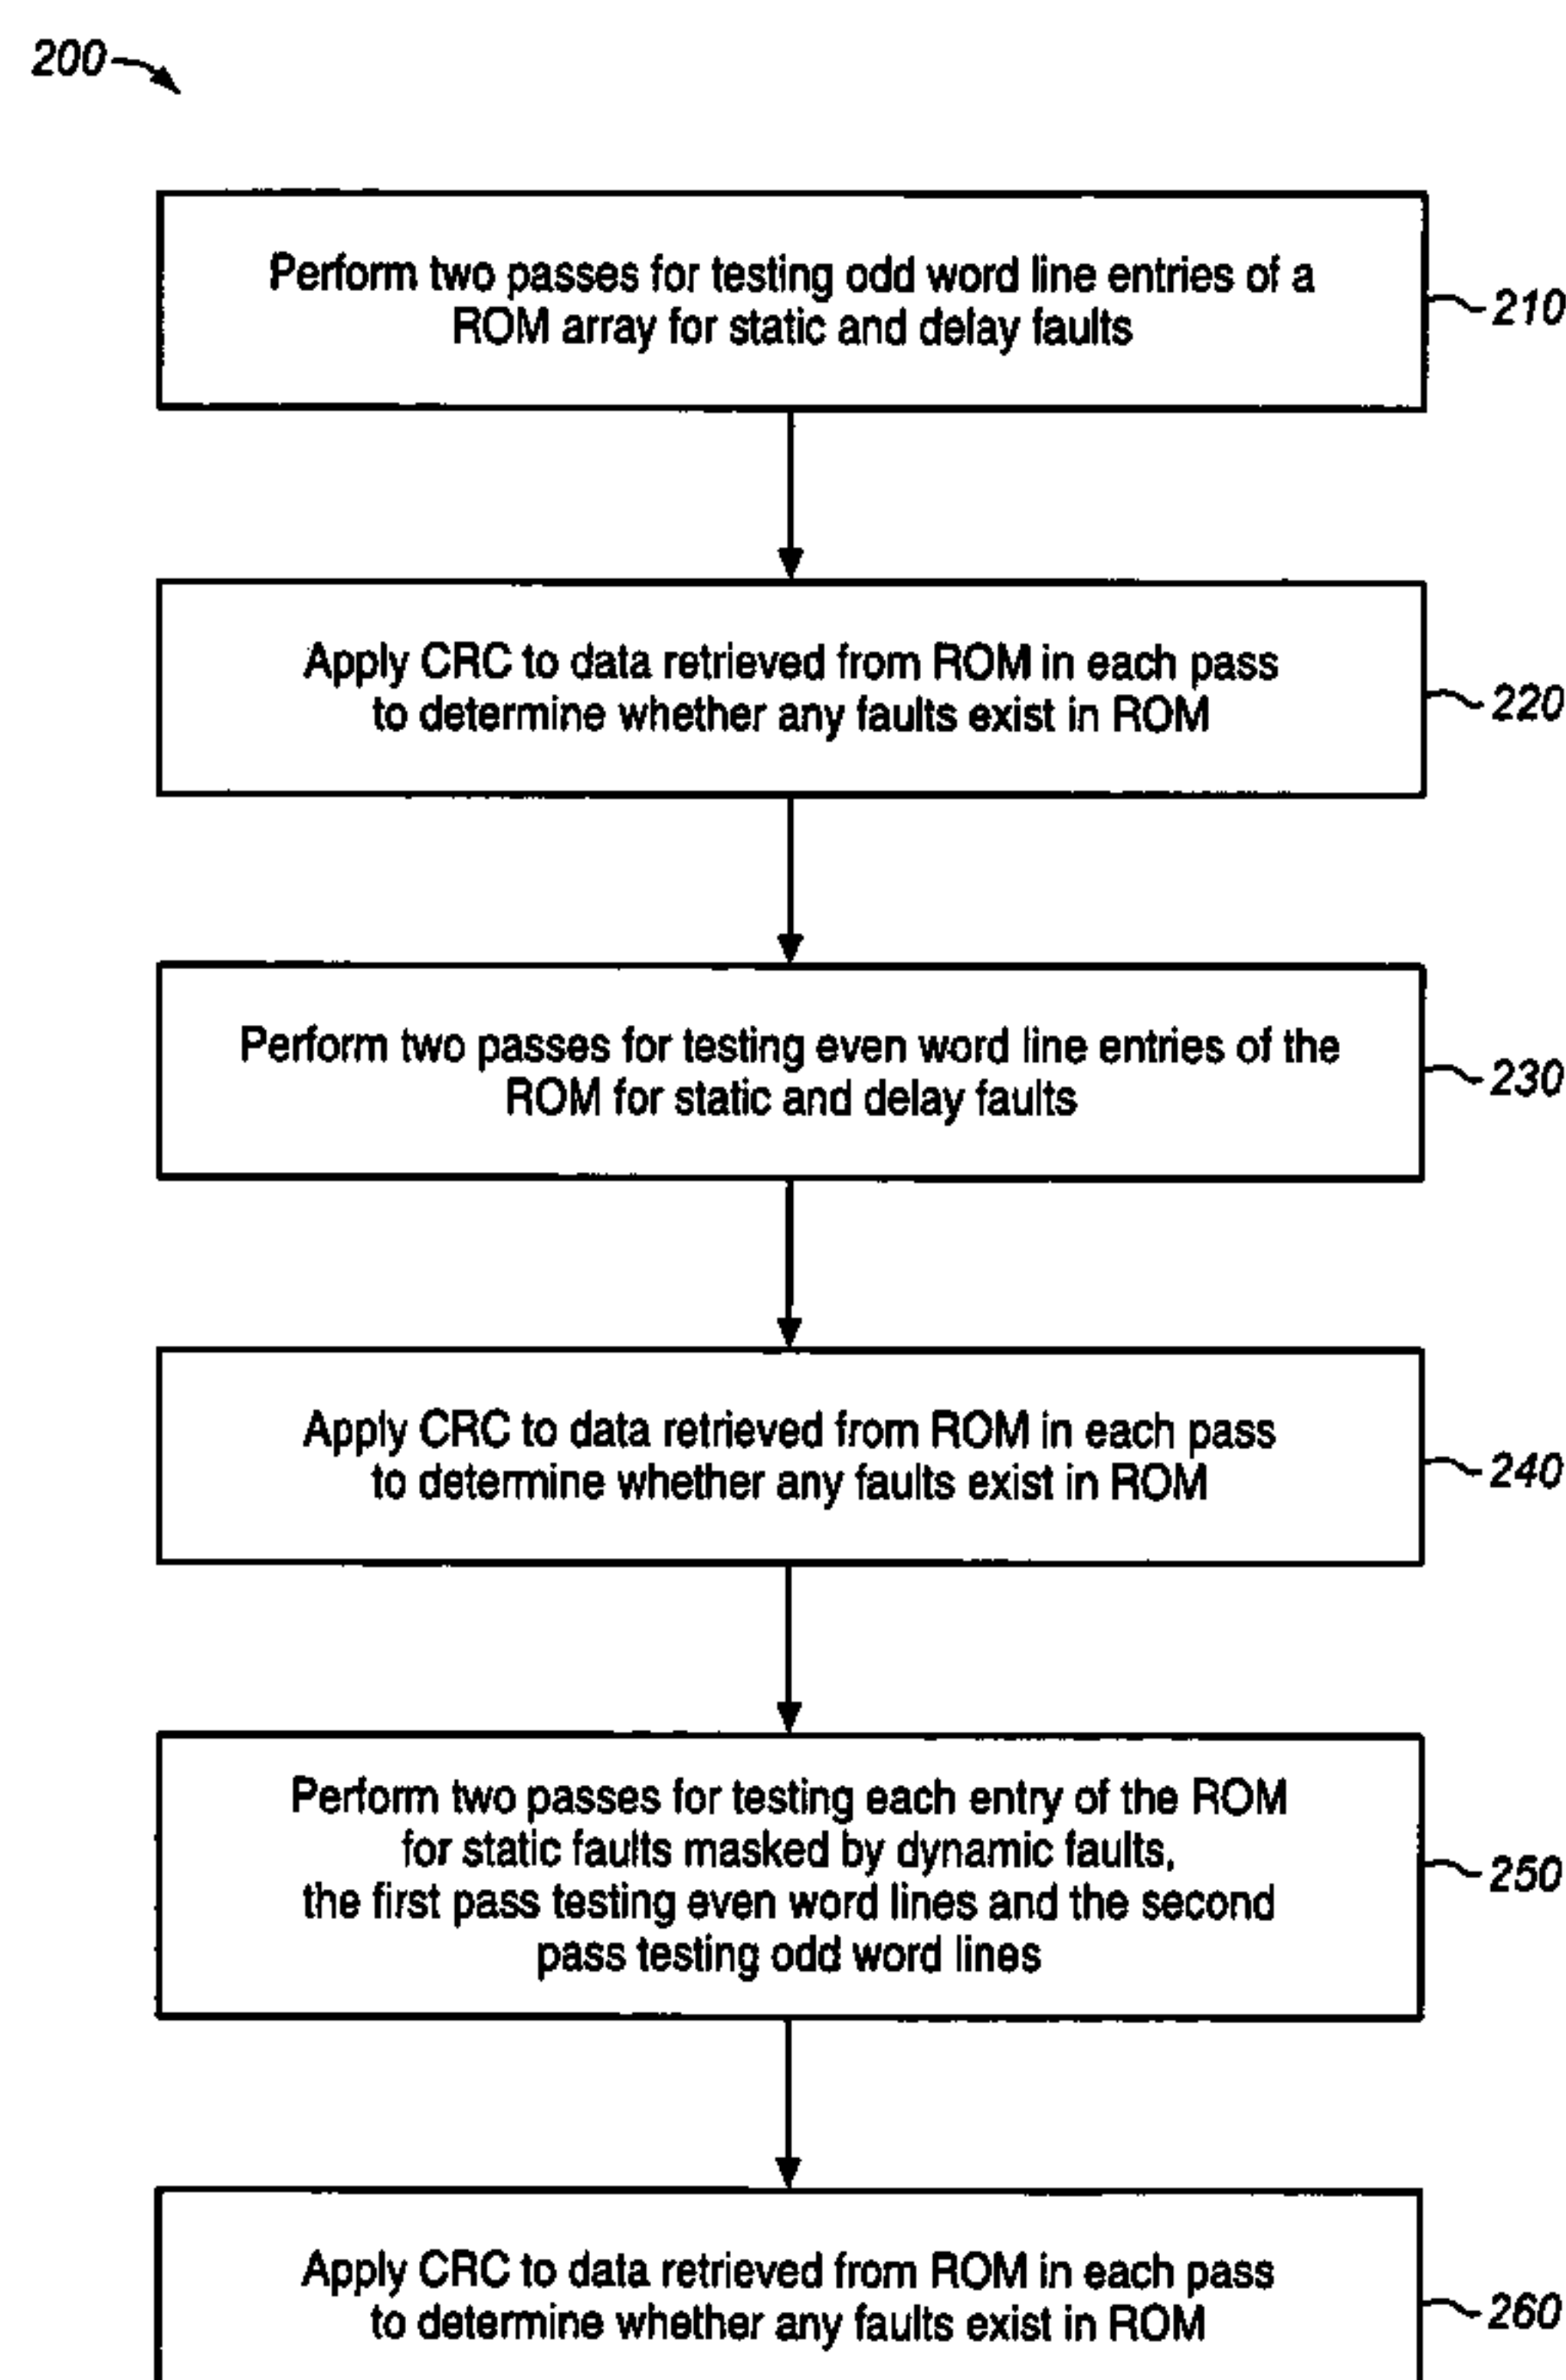 200
Perform two passes for testing odd word line entries of a
ROM array for static and delay faults
210
Apply CRC to data retrieved from ROM in each pass
to determine whether any faults exist in ROM
220
Perform two passes for testing even word line entries of the
ROM for static and delay faults
230
Apply CRC to data retrieved from ROM in each pass
to determine whether any faults exist in ROM
240
Perform two passes for testing each entry of the ROM
for static faults masked by dynamic faults,
the first pass testing even word lines and the second
pass testing odd word lines
250
Apply CRC to data retrieved from ROM in each pass
to determine whether any faults exist in ROM
260